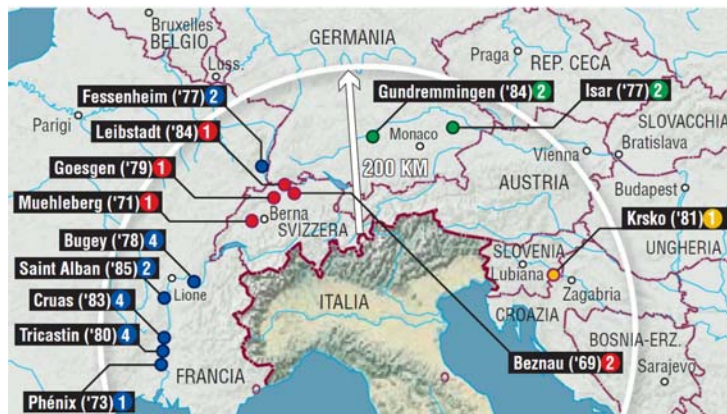 Bruxelles
BELGIO
GERMANIA
Praga
REP. CECA
Luss.
Fessenheim ('77) 2
Gundremmingen ('84) 2
Isar ('77) 2
Parigi
Leibstadt ('84) 1
Monaco
SLOVACCHIA
Bratislava
Vienna
200 KM
Goesgen ('79) 1
AUSTRIA
Budapest
Muehleberg ('71) 1
Berna
SVIZZERA
Krsko ('81) 1
Bugey ('78) 4
SLOVENIA
UNGHERIA
Saint Alban ('85) 2
Lione
Lubiana
Zagabria
Cruas ('83) 4
ITALIA
CROAZIA
Tricastin ('80) 4
BOSNIA-ERZ.
Beznau ('69) 2
Sarajevo
FRANCIA
Phénix ('73) 1